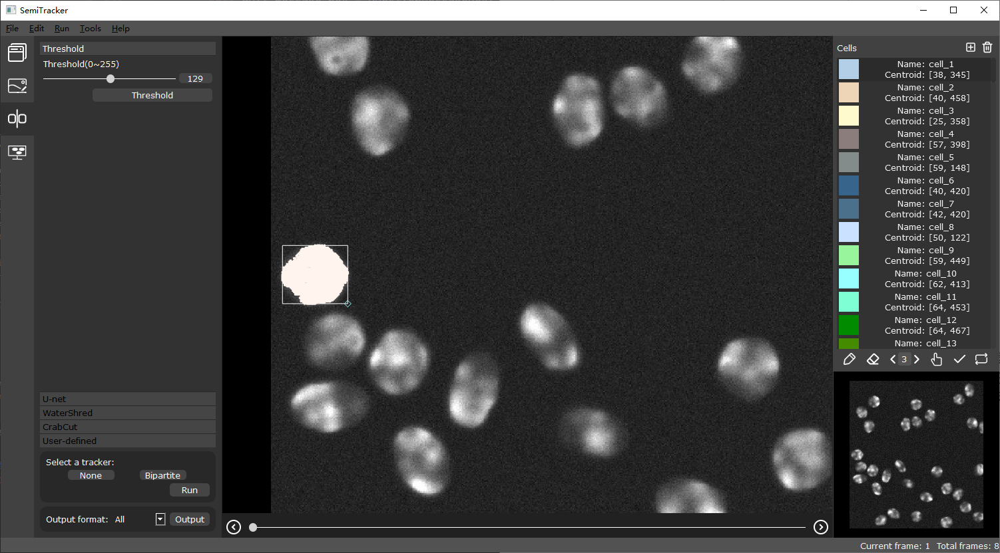 SemiTracker
File Edit Run Tools Help
Threshold
Threshold(0~255)
129
Threshold
U-net
WaterShred
CrabCut
User-defined
Select a tracker:
None Bipartite
Run
Output format: All Output
Cells
Name: cell_1
Centroid: [38, 345]
Name: cell_2
Centroid: [40, 458]
Name: cell_3
Centroid: [25, 358]
Name: cell_4
Centroid: [57, 398]
Name: cell_5
Centroid: [59, 148]
Name: cell_6
Centroid: [40, 420]
Name: cell_7
Centroid: [42, 420]
Name: cell_8
Centroid: [50, 122]
Name: cell_9
Centroid: [59, 449]
Name: cell_10
Centroid: [62, 413]
Name: cell_11
Centroid: [64, 453]
Name: cell_12
Centroid: [64, 467]
Name: cell_13
3
Current frame: 1 Total frames: 8